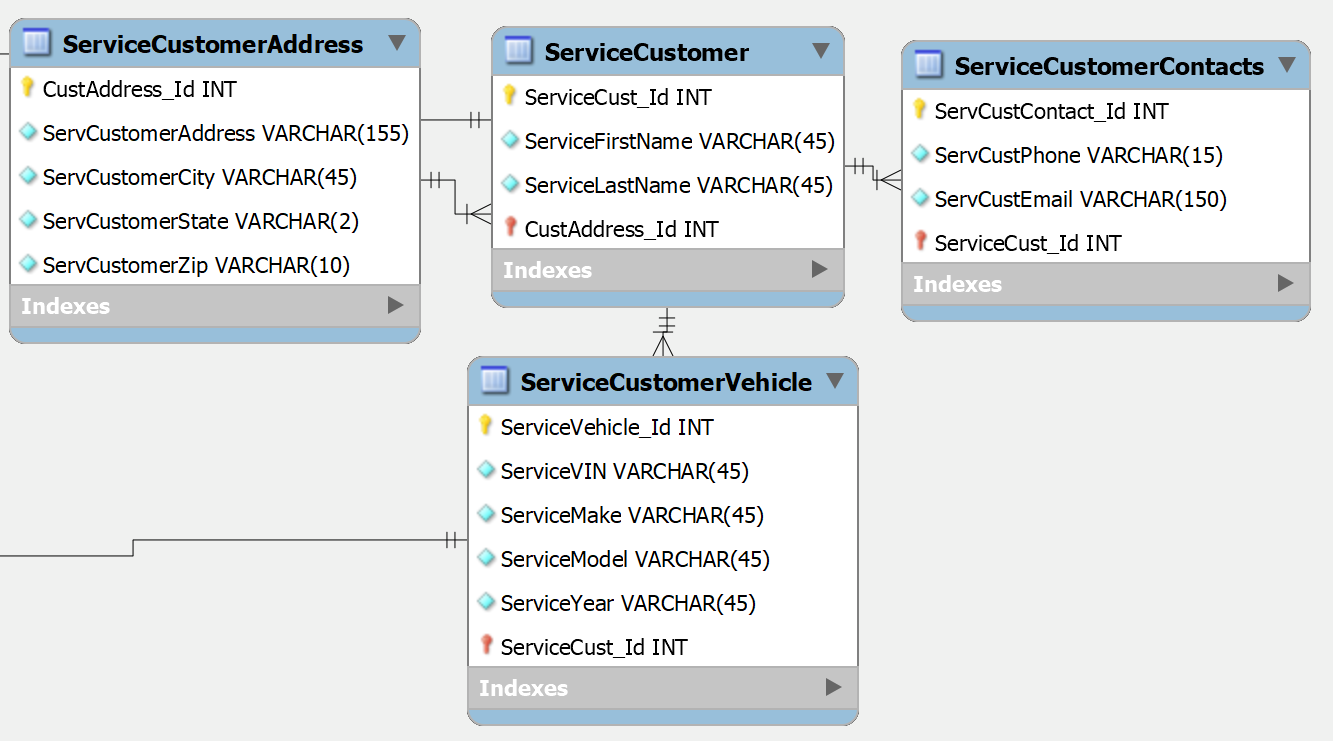 ServiceCustomerAddress
CustAddress_Id INT
ServCustomerAddress VARCHAR(155)
ServCustomerCity VARCHAR(45)
ServCustomerState VARCHAR(2)
ServCustomerZip VARCHAR(10)
Indexes
ServiceCustomer
ServiceCust_Id INT
ServiceFirstName VARCHAR(45)
ServiceLastName VARCHAR(45)
CustAddress_Id INT
Indexes
ServiceCustomerContacts
ServCustContact_Id INT
ServCustPhone VARCHAR(15)
ServCustEmail VARCHAR(150)
ServiceCust_Id INT
Indexes
ServiceCustomerVehicle
ServiceVehicle_Id INT
ServiceVIN VARCHAR(45)
ServiceMake VARCHAR(45)
ServiceModel VARCHAR(45)
ServiceYear VARCHAR(45)
ServiceCust_Id INT
Indexes